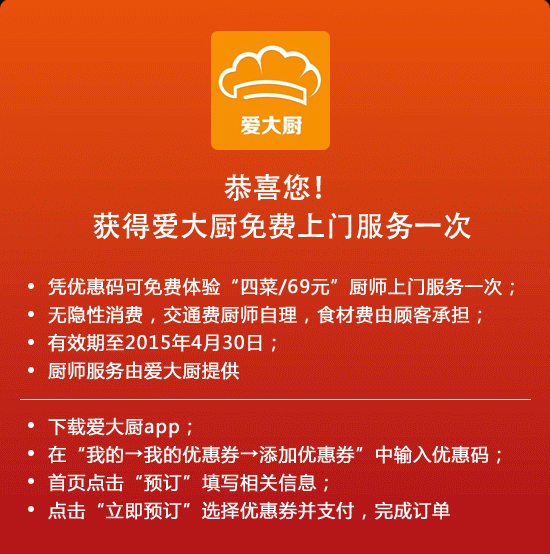 爱大厨
恭喜您!
获得爱大厨免费上门服务一次
• 凭优惠码可免费体验“四菜/69元”厨师上门服务一次；
• 无隐性消费，交通费厨师自理，食材费由顾客承担；
• 有效期至2015年4月30日；
• 厨师服务由爱大厨提供
• 下载爱大厨app；
• 在“我的→我的优惠券→添加优惠券”中输入优惠码；
• 首页点击“预订”填写相关信息；
• 点击“立即预订”选择优惠券并支付，完成订单